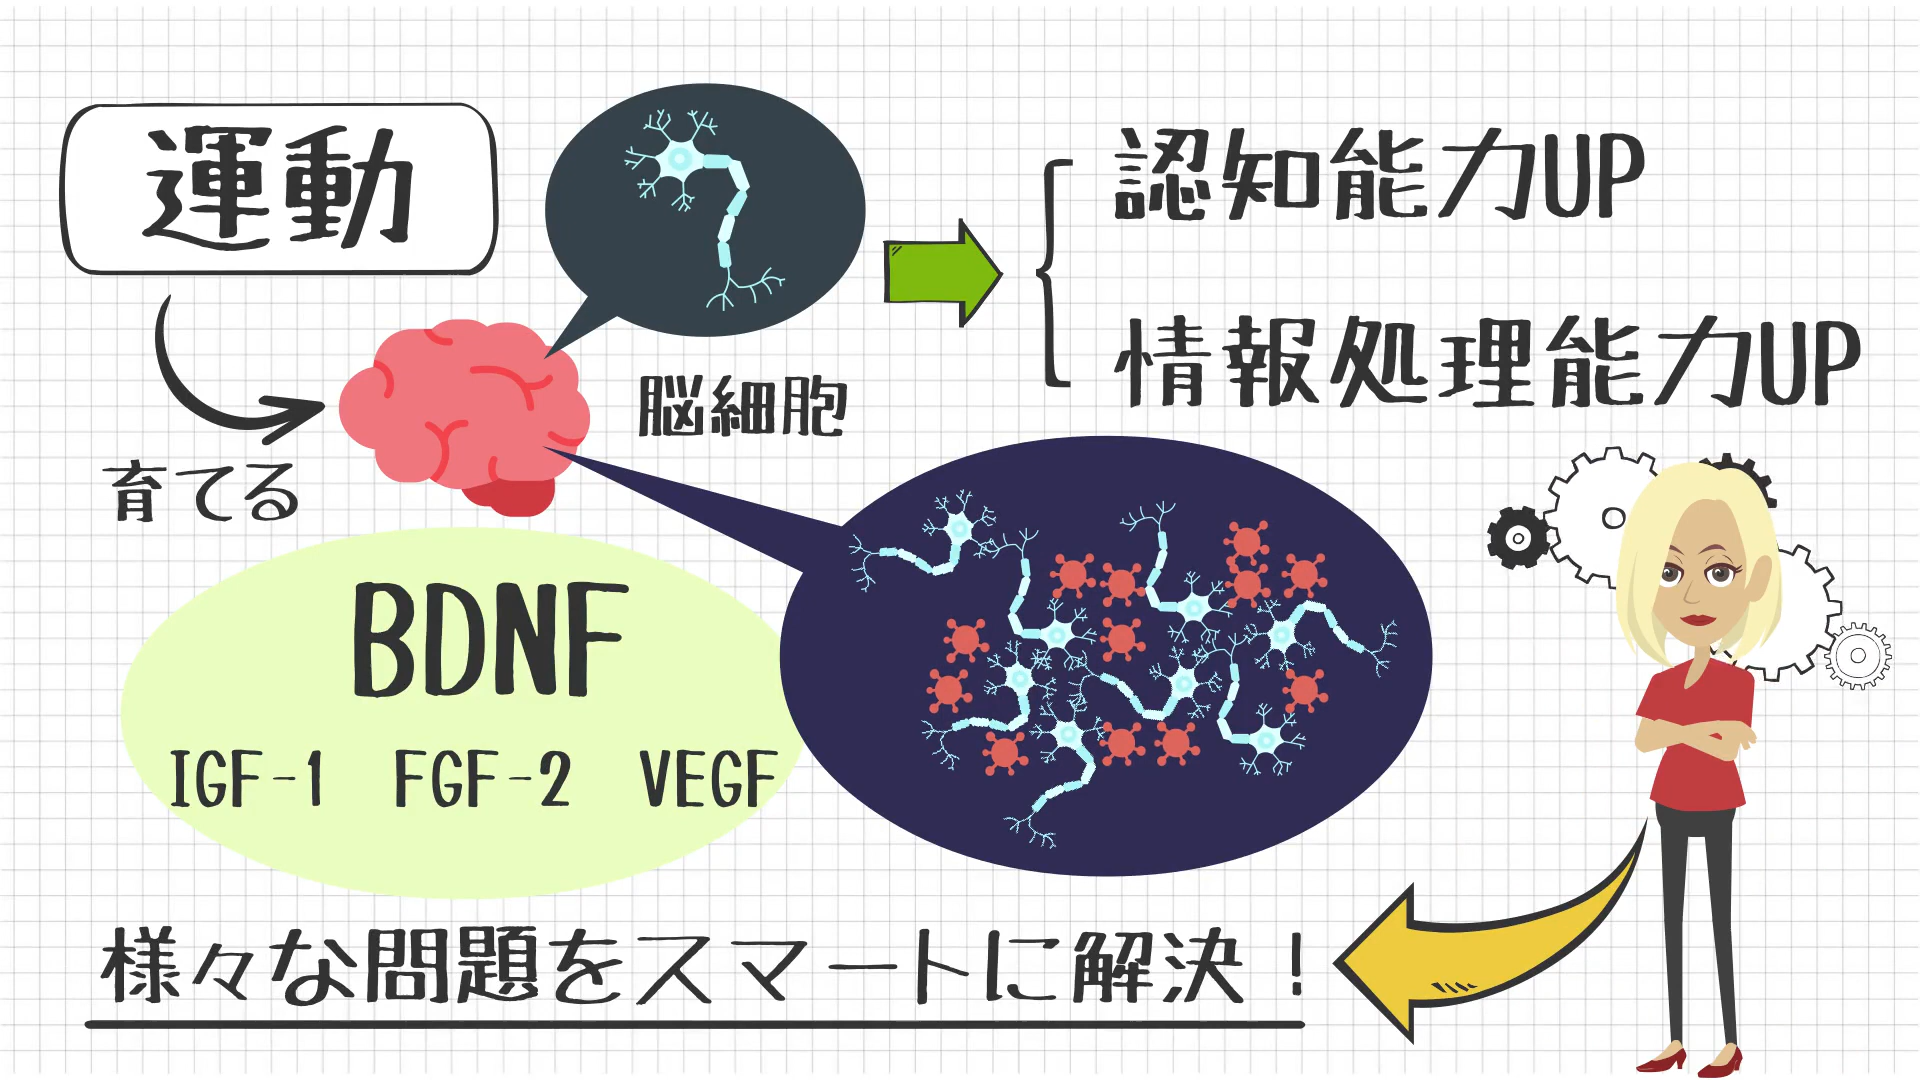 運動
認知能力UP
情報処理能力UP
脳細胞
育てる
BDNF
IGF-1 FGF-2 VEGF
様々な問題をスマートに解決！